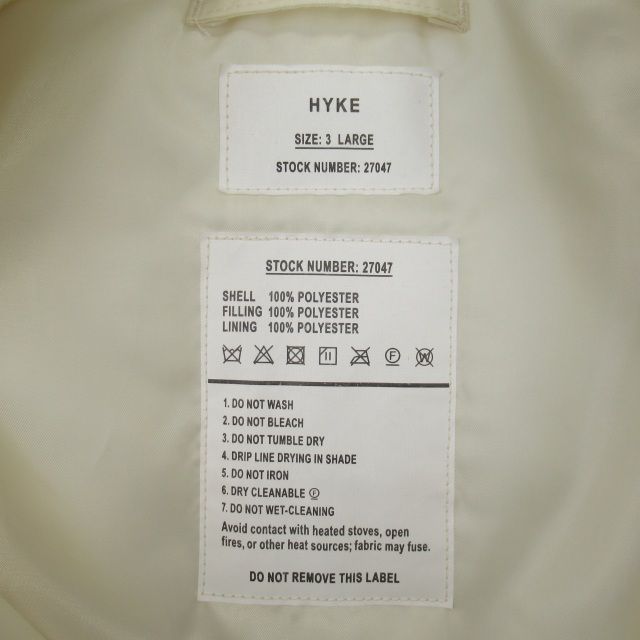 HYKE
SIZE: 3 LARGE
STOCK NUMBER: 27047
STOCK NUMBER: 27047
SHELL 100% POLYESTER
FILLING 100% POLYESTER
LINING 100% POLYESTER
1. DO NOT WASH
2. DO NOT BLEACH
3. DO NOT TUMBLE DRY
4. DRIP LINE DRYING IN SHADE
5. DO NOT IRON
6. DRY CLEANABLE Ⓕ
7. DO NOT WET-CLEANING
Avoid contact with heated stoves, open
fires, or other heat sources; fabric may fuse.
DO NOT REMOVE THIS LABEL